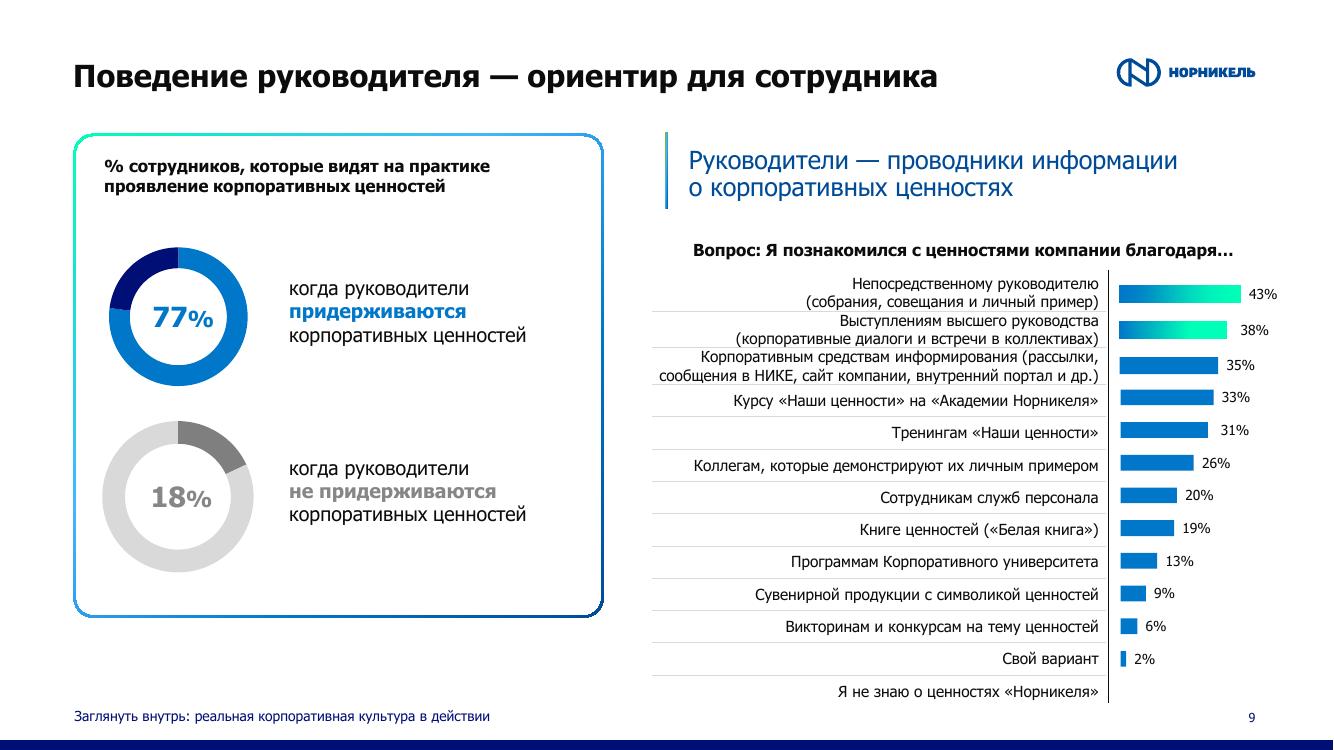 Поведение руководителя — ориентир для сотрудника
НОРНИКЕЛЬ
% сотрудников, которые видят на практике
проявление корпоративных ценностей
77%
когда руководители
придерживаются
корпоративных ценностей
18%
когда руководители
не придерживаются
корпоративных ценностей
Руководители — проводники информации
о корпоративных ценностях
Вопрос: Я познакомился с ценностями компании благодаря…
Непосредственному руководителю
(собрания, совещания и личный пример)
43%
Выступлениям высшего руководства
(корпоративные диалоги и встречи в коллективах)
38%
Корпоративным средствам информирования (рассылки,
сообщения в НИКЕ, сайт компании, внутренний портал и др.)
35%
Курсу «Наши ценности» на «Академии Норникеля»
33%
Тренингам «Наши ценности»
31%
Коллегам, которые демонстрируют их личным примером
26%
Сотрудникам служб персонала
20%
Книге ценностей («Белая книга»)
19%
Программам Корпоративного университета
13%
Сувенирной продукции с символикой ценностей
9%
Викторинам и конкурсам на тему ценностей
6%
Свой вариант
2%
Я не знаю о ценностях «Норникеля»
Заглянуть внутрь: реальная корпоративная культура в действии
9